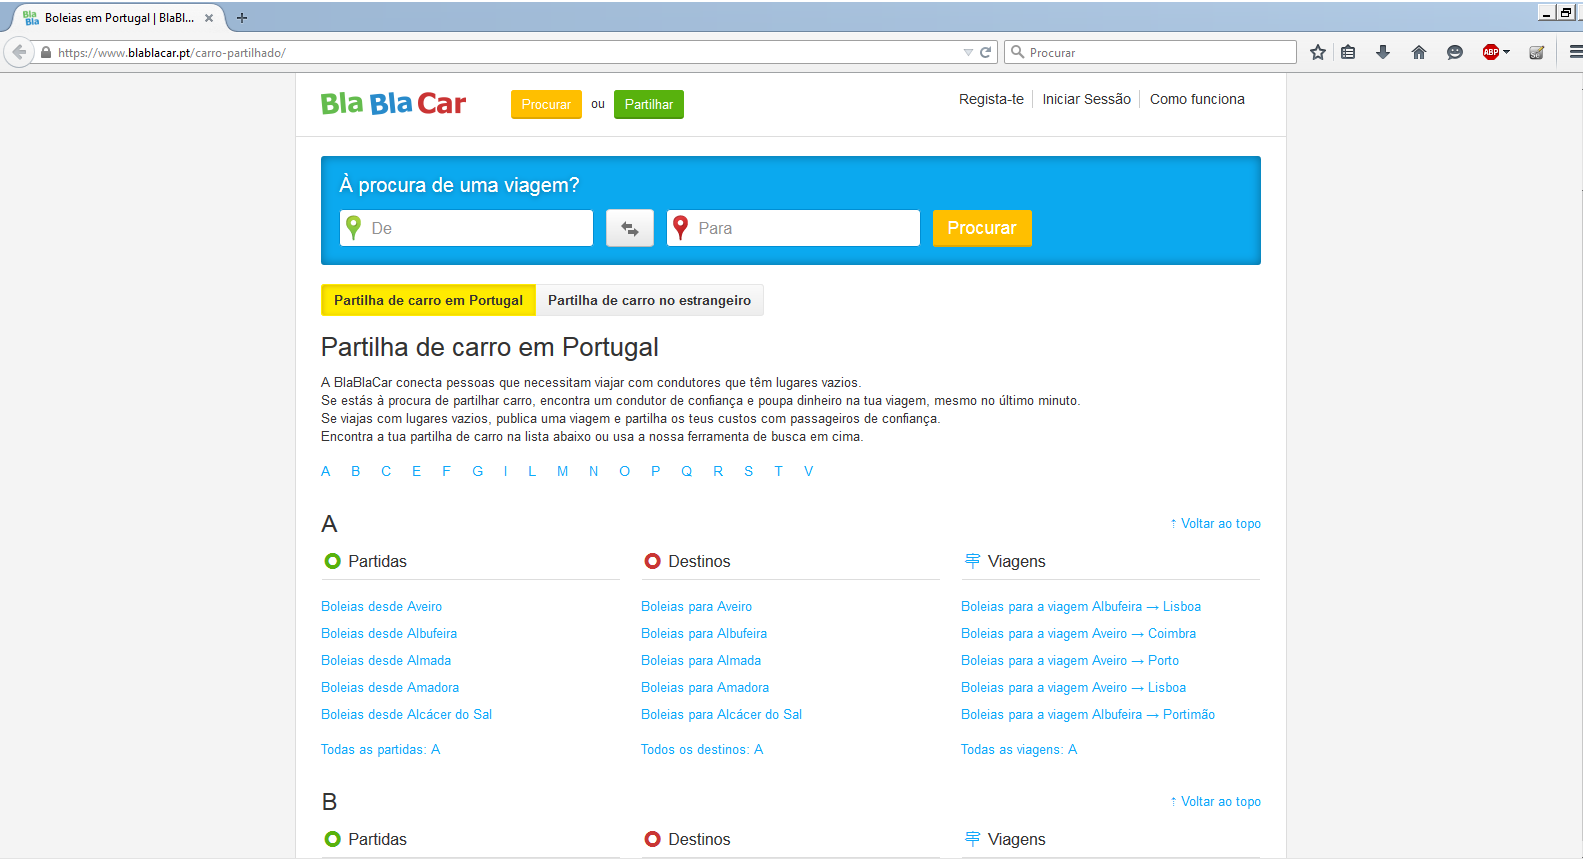 Bla Bla
Boleias em Portugal | BlaBl...
https://www.blablacar.pt/carro-partilhado/
Procurar
ABP
Bla Bla Car
Procurar ou Partilhar
Regista-te Iniciar Sessão Como funciona
À procura de uma viagem?
De
Para
Procurar
Partilha de carro em Portugal
Partilha de carro no estrangeiro
Partilha de carro em Portugal
A BlaBlaCar conecta pessoas que necessitam viajar com condutores que têm lugares vazios.
Se estás à procura de partilhar carro, encontra um condutor de confiança e poupa dinheiro na tua viagem, mesmo no último minuto.
Se viajas com lugares vazios, publica uma viagem e partilha os teus custos com passageiros de confiança.
Encontra a tua partilha de carro na lista abaixo ou usa a nossa ferramenta de busca em cima.
A B C E F G I L M N O P Q R S T V
A
↑ Voltar ao topo
Partidas
Destinos
Viagens
Boleias desde Aveiro
Boleias para Aveiro
Boleias para a viagem Albufeira → Lisboa
Boleias desde Albufeira
Boleias para Albufeira
Boleias para a viagem Aveiro → Coimbra
Boleias desde Almada
Boleias para Almada
Boleias para a viagem Aveiro → Porto
Boleias desde Amadora
Boleias para Amadora
Boleias para a viagem Aveiro → Lisboa
Boleias desde Alcácer do Sal
Boleias para Alcácer do Sal
Boleias para a viagem Albufeira → Portimão
Todas as partidas: A
Todos os destinos: A
Todas as viagens: A
B
↑ Voltar ao topo
Partidas
Destinos
Viagens